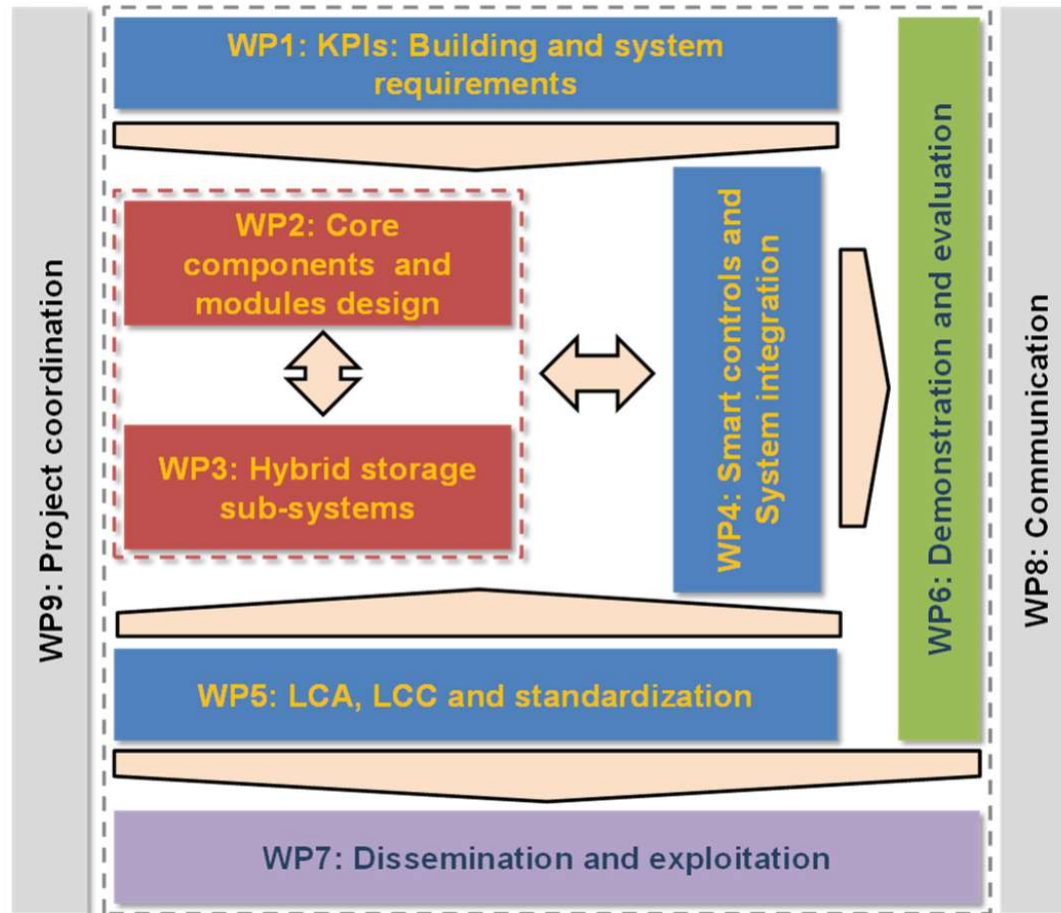 WP1: KPIs: Building and system
requirements
WP2: Core
components and
modules design
WP3: Hybrid storage
sub-systems
WP4: Smart controls and
System integration
WP5: LCA, LCC and standardization
WP6: Demonstration and evaluation
WP7: Dissemination and exploitation
WP8: Communication
WP9: Project coordination